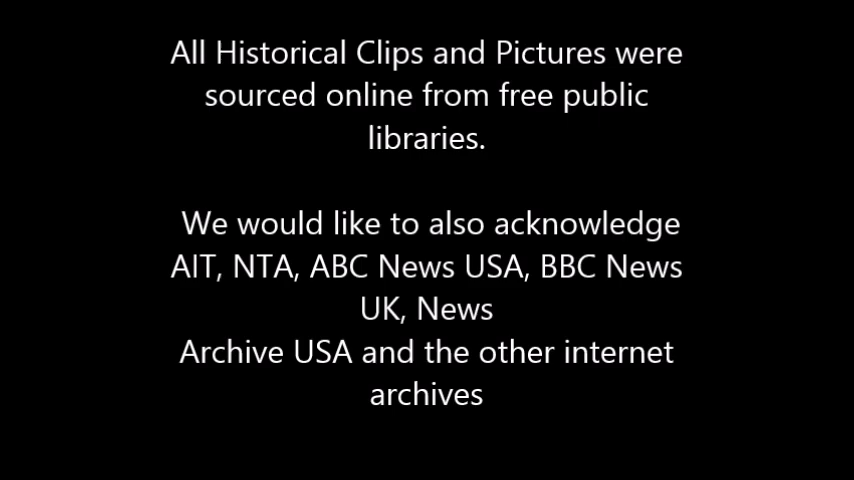 All Historical Clips and Pictures were
sourced online from free public
libraries.
We would like to also acknowledge
AIT, NTA, ABC News USA, BBC News
UK, News
Archive USA and the other internet
archives